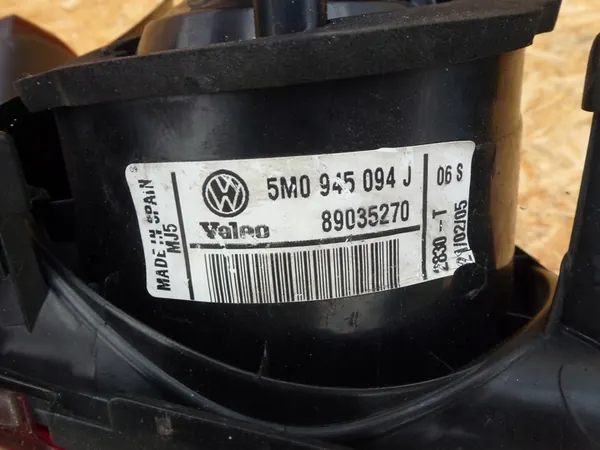 MADE IN SPAIN
MJ5
5M0 945 094 J
Valeo
89035270
06 S
2830--T
21/02/05